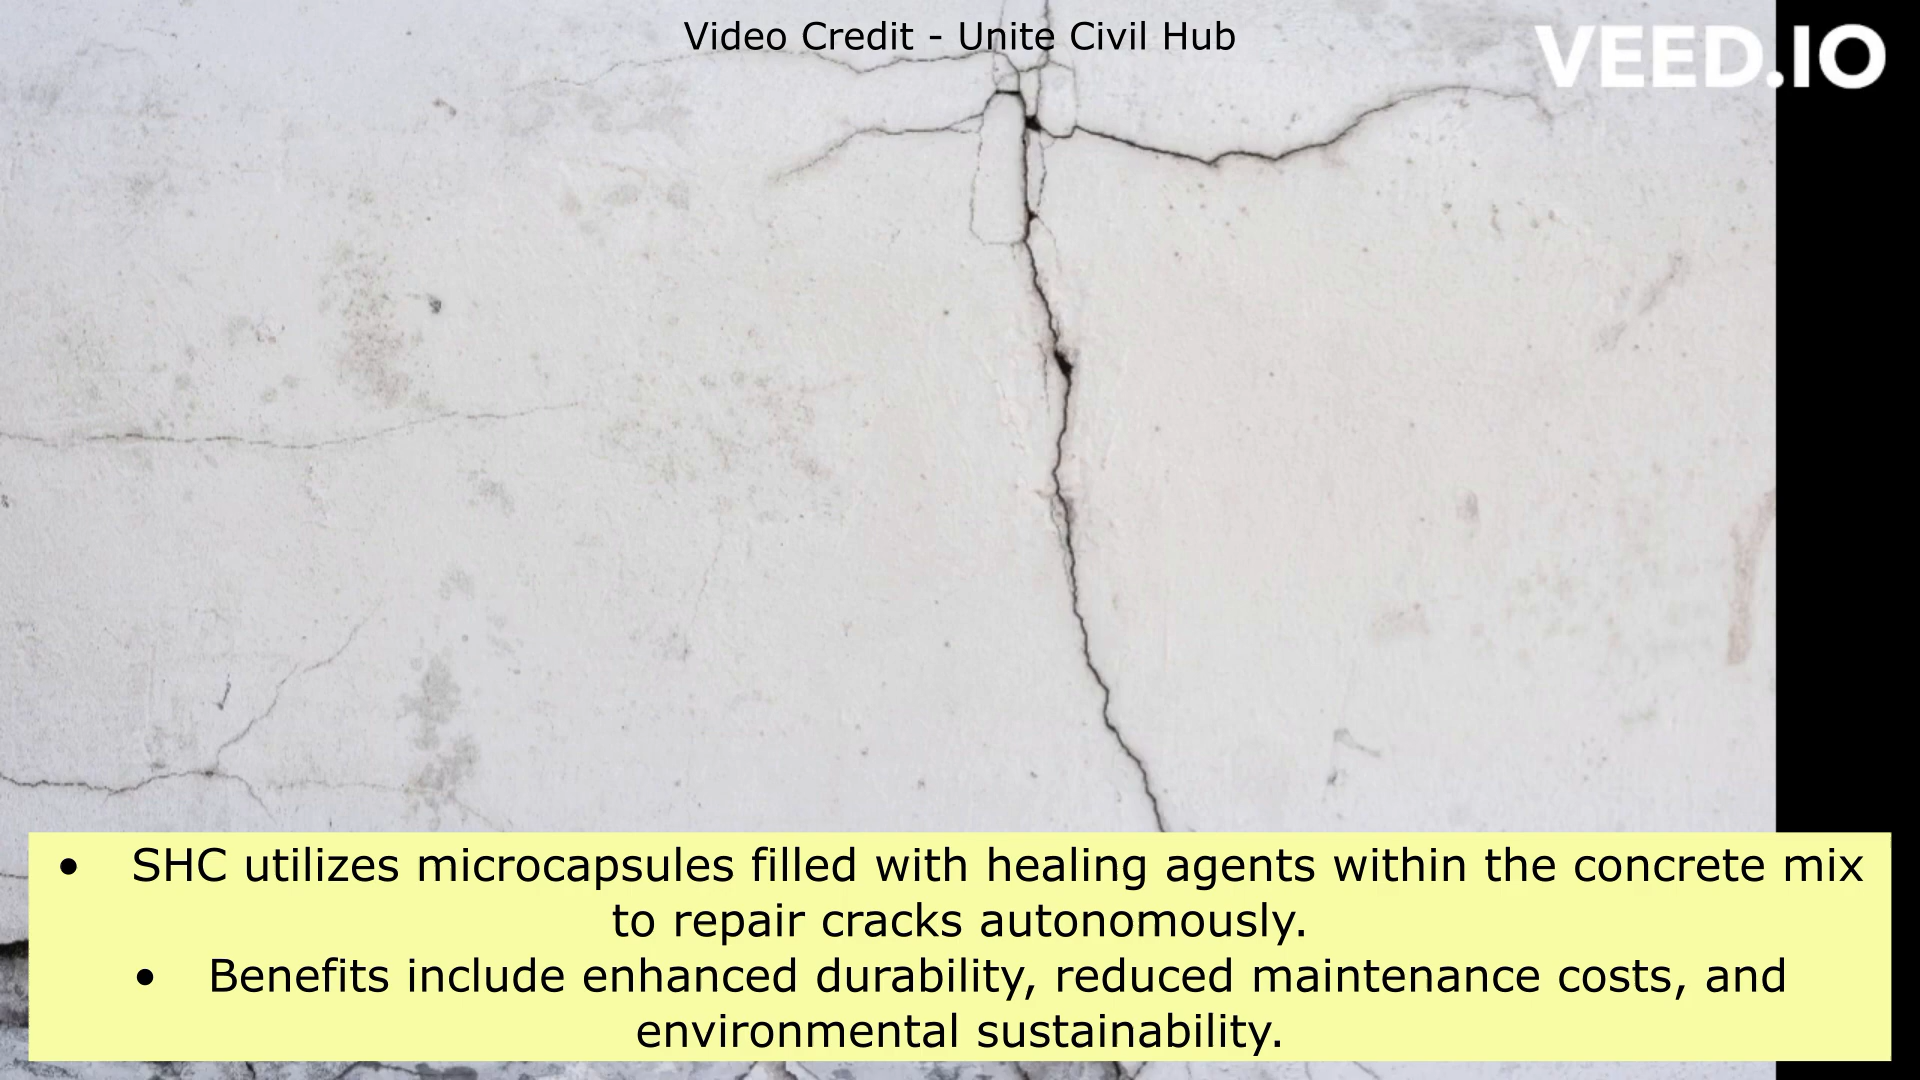 Video Credit - Unite Civil Hub
VEED.IO
• SHC utilizes microcapsules filled with healing agents within the concrete mix
to repair cracks autonomously.
• Benefits include enhanced durability, reduced maintenance costs, and
environmental sustainability.